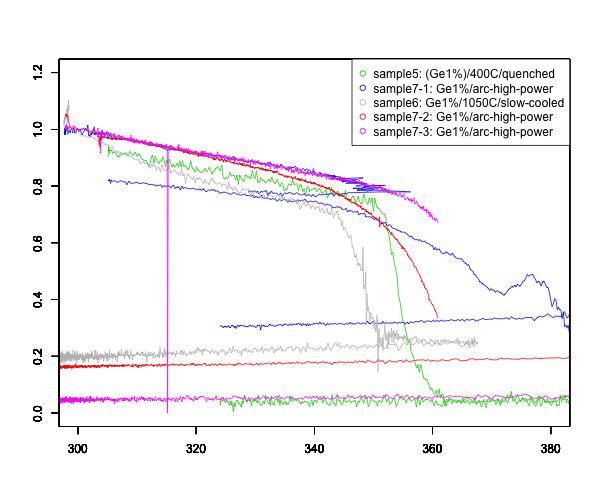 sample5: (Ge1%)/400C/quenched
sample7-1: Ge1%/arc-high-power
sample6: Ge1%/1050C/slow-cooled
sample7-2: Ge1%/arc-high-power
sample7-3: Ge1%/arc-high-power
1.2
1.0
0.8
0.6
0.4
0.2
0.0
300 320 340 360 380